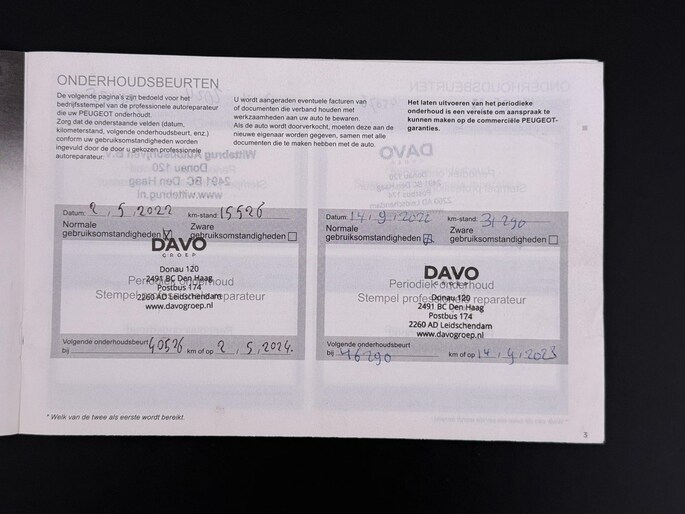 ONDERHOUDSBEURTEN
De volgende pagina's zijn bedoeld voor het
bedrijfsstempel van de professionele autoreparateur
die uw PEUGEOT onderhoudt.
Zorg dat de onderstaande velden (datum,
kilometerstand, volgende onderhoudsbeurt, enz.)
conform uw gebruiksomstandigheden worden
ingevuld door de door u gekozen professionele
autoreparateur:
U wordt aangeraden eventuele facturen van
of documenten die verband houden met
werkzaamheden aan uw auto te bewaren.
Als de auto wordt doorverkocht, moeten deze aan de
nieuwe eigenaar worden gegeven, samen met alle
documenten die te maken hebben met de auto.
Het laten uitvoeren van het periodieke
onderhoud is een vereiste om aanspraak te
kunnen maken op de commerciële PEUGEOT-
garanties.
Datum: 2, 5, 2022 km-stand: 15526
Normale gebruiksomstandigheden Zware gebruiksomstandigheden
DAVO
GROEP
Periodiek onderhoud
Stempel professionele reparateur
Donau 120
2491 BC Den Haag
Postbus 174
2260 AD Leidschendam
www.davogroep.nl
Volgende onderhoudsbeurt
bij 40526 km of op 2, 5, 2024.
Datum: 14, 9, 2022 km-stand: 31290
Normale gebruiksomstandigheden Zware gebruiksomstandigheden
DAVO
Periodiek onderhoud
Stempel professionele reparateur
Donau 120
2491 BC Den Haag
Postbus 174
2260 AD Leidschendam
www.davogroep.nl
Volgende onderhoudsbeurt
bij 46290 km of op 14, 9, 2023
* Welk van de twee als eerste wordt bereikt.
3